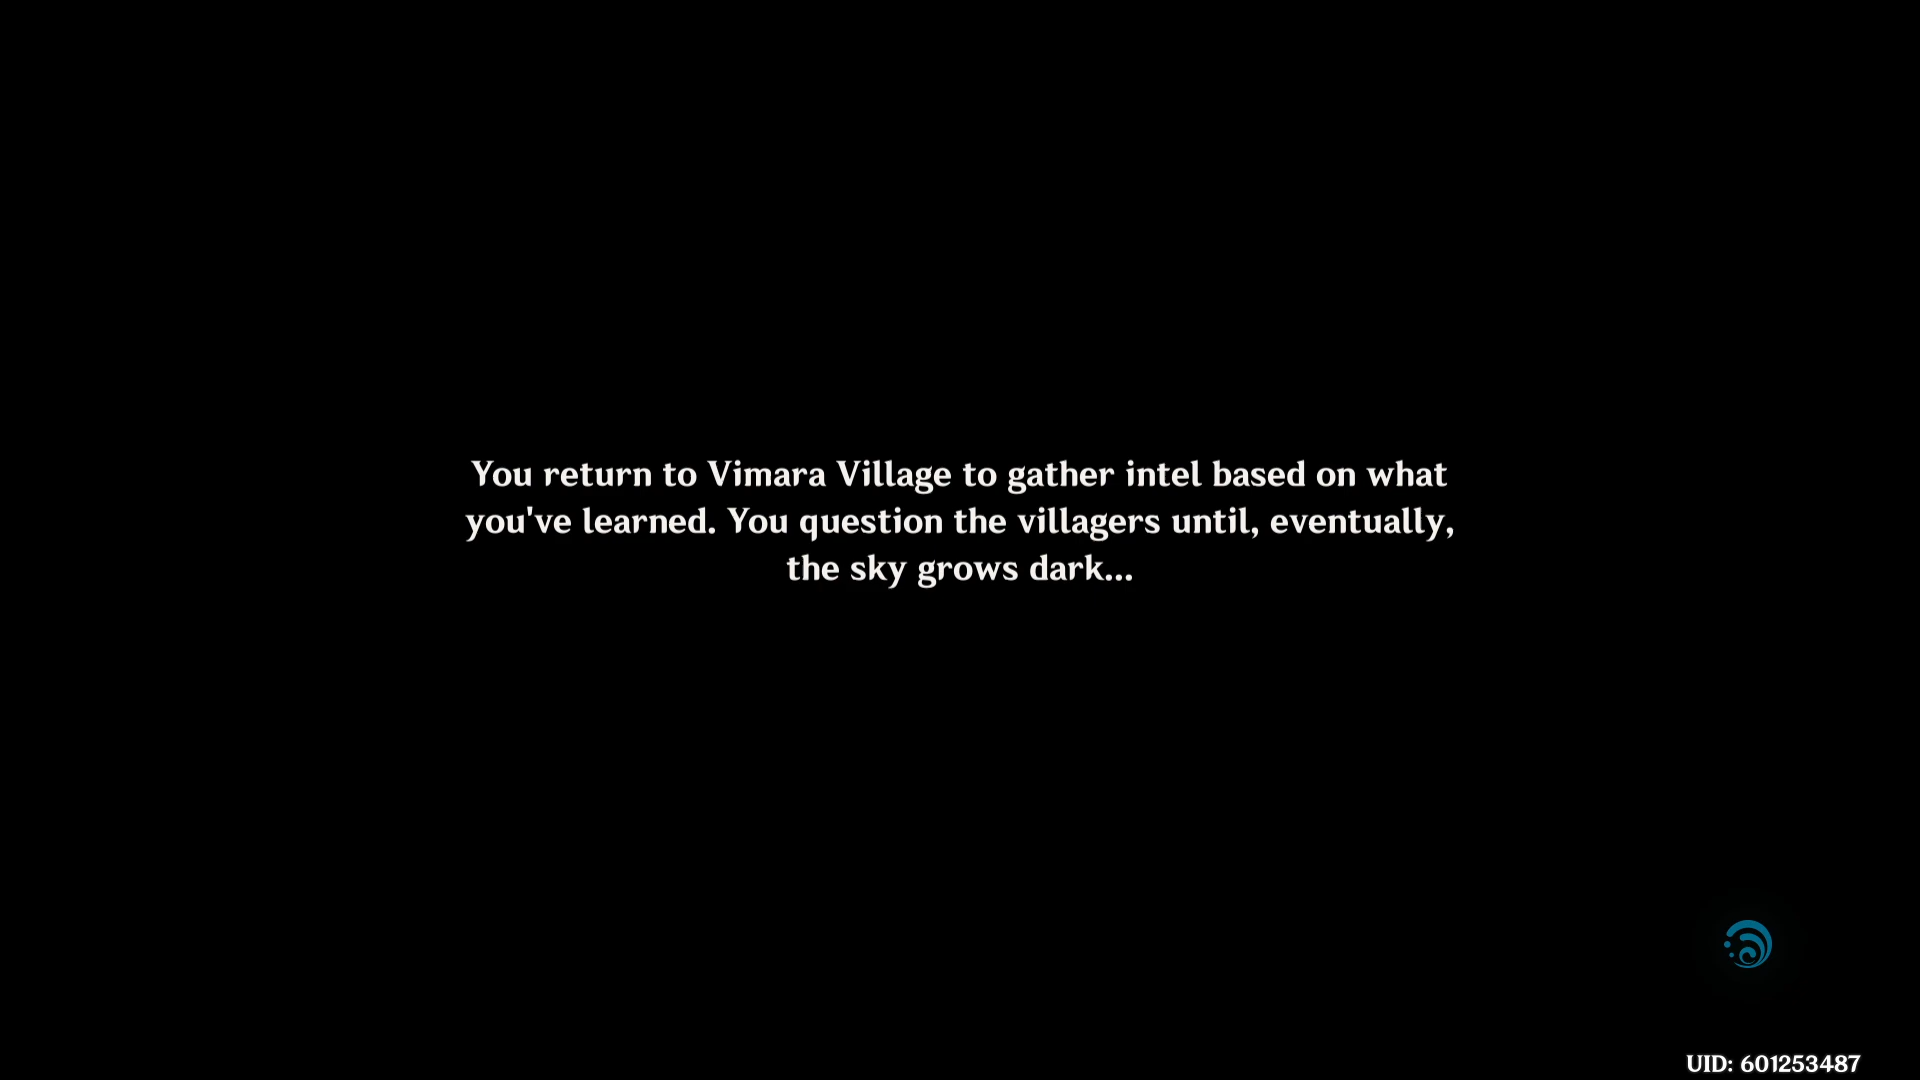 You return to Vimara Village to gather intel based on what
you've learned. You question the villagers until, eventually,
the sky grows dark...
UID: 601253487